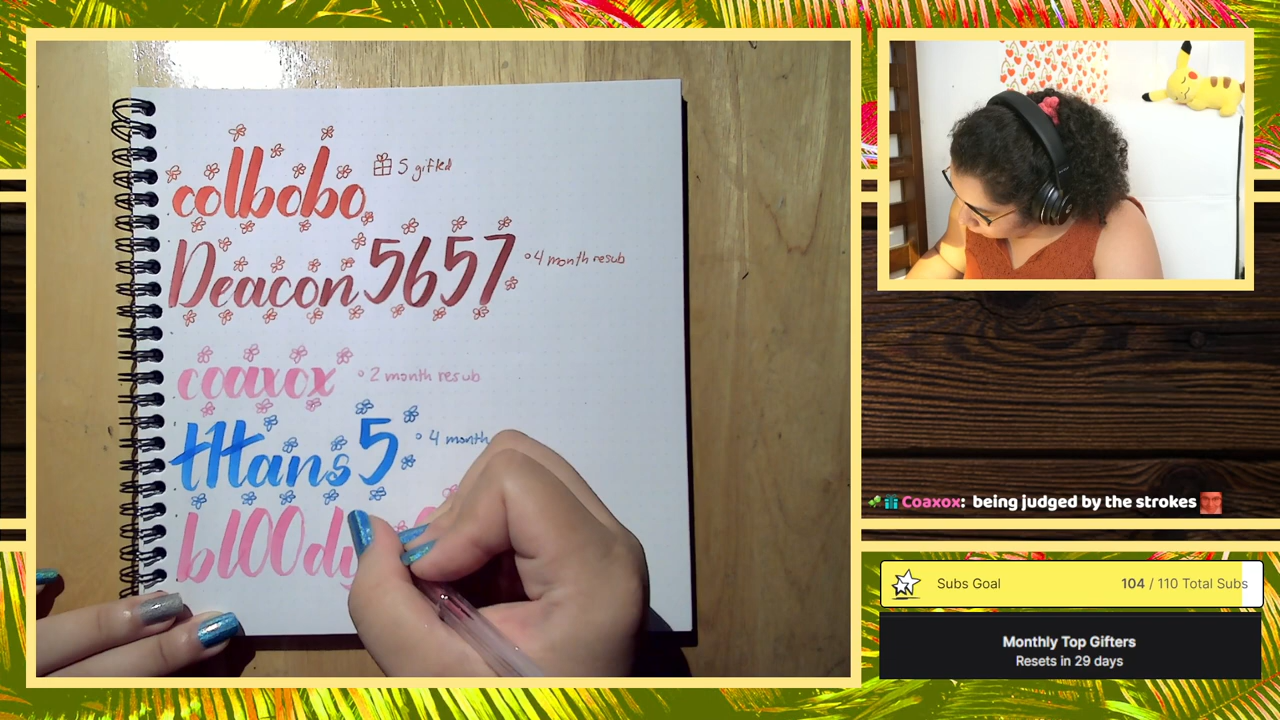 colbobo 5 gifted
Deacon5657 4 month resub
coaxox 2 month resub
tHans5 4 month
bl00dy
Coaxox: being judged by the strokes
Subs Goal 104 / 110 Total Subs
Monthly Top Gifters
Resets in 29 days